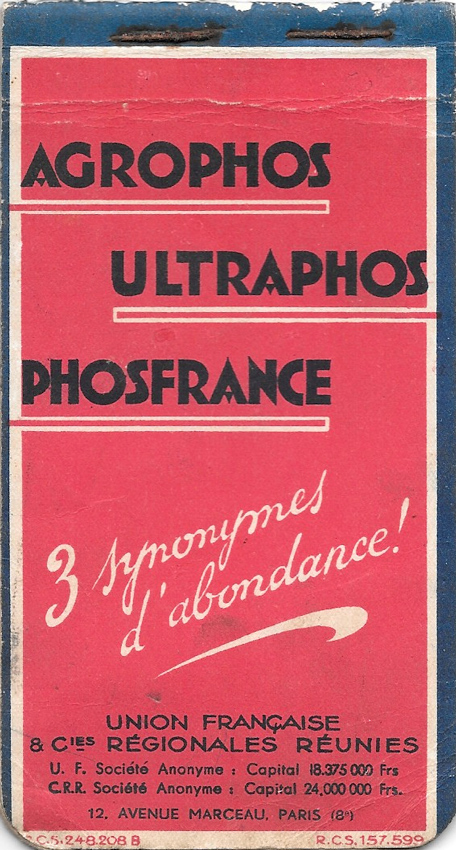 AGROPHOS
ULTRAPHOS
PHOSFRANCE
3 synonymes
d'abondance!
UNION FRANÇAISE
& Cies RÉGIONALES RÉUNIES
U. F. Société Anonyme : Capital 18.375 000 Frs
C.R.R. Société Anonyme : Capital 24,000 000 Frs.
12, AVENUE MARCEAU, PARIS (8e)
C.S. 248.208 B
R.C.S. 157.599